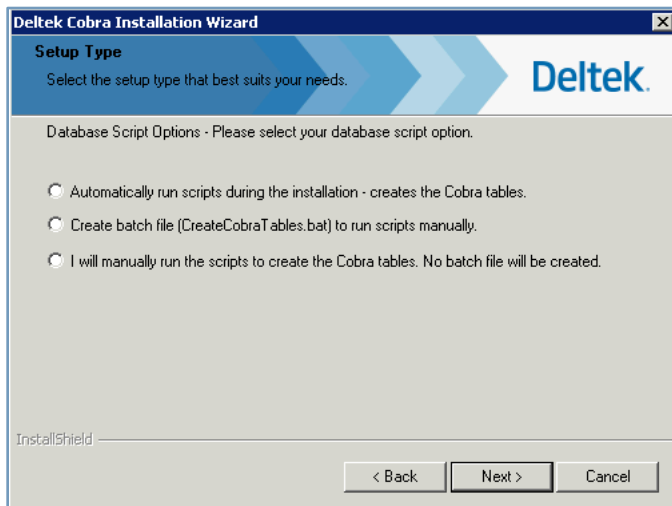 Deltek Cobra Installation Wizard
Setup Type
Select the setup type that best suits your needs.
Deltek.
Database Script Options - Please select your database script option.
Automatically run scripts during the installation - creates the Cobra tables.
Create batch file (CreateCobraTables.bat) to run scripts manually.
I will manually run the scripts to create the Cobra tables. No batch file will be created.
InstallShield
< Back Next > Cancel